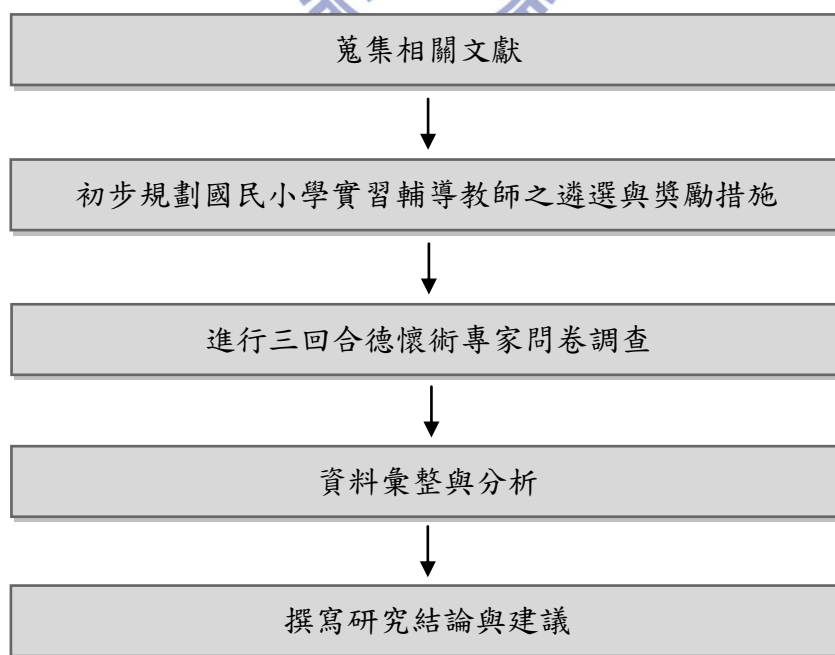 蒐集相關文獻
初步規劃國民小學實習輔導教師之遴選與獎勵措施
進行三回合德懷術專家問卷調查
資料彙整與分析
撰寫研究結論與建議